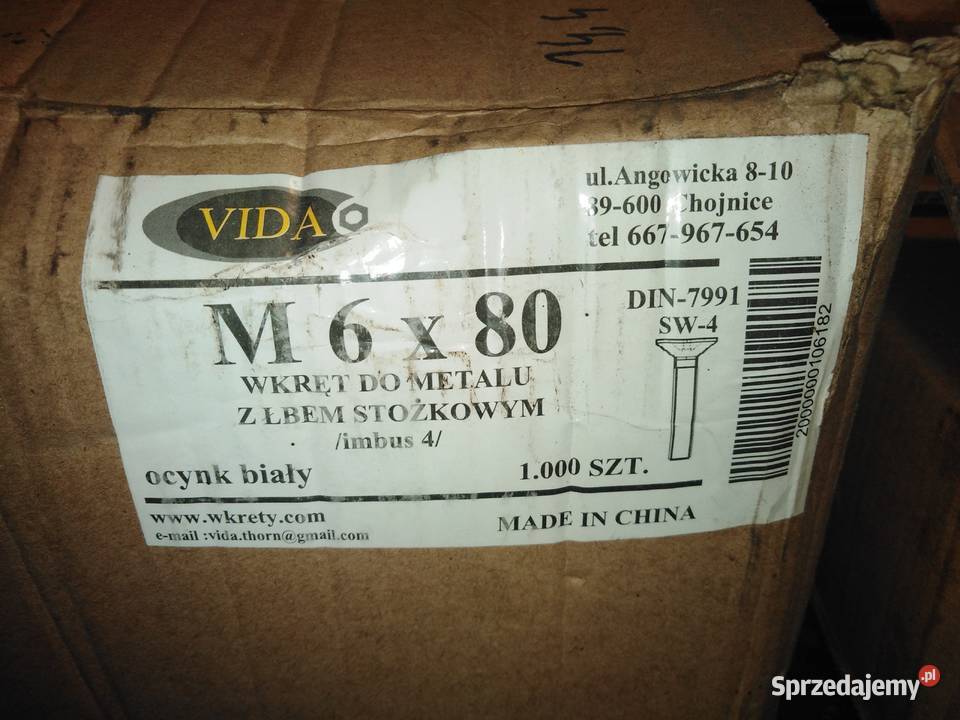 14,4
VIDA
ul.Angowicka 8-10
89-600 Chojnice
tel 667-967-654
M 6 x 80
DIN-7991
SW-4
WKRĘT DO METALU
Z ŁBEM STOŻKOWYM
/imbus 4/
ocynk biały
1.000 SZT.
2000000106182
www.wkrety.com
e-mail :vida.thorn@gmail.com
MADE IN CHINA
Sprzedajemy.pl